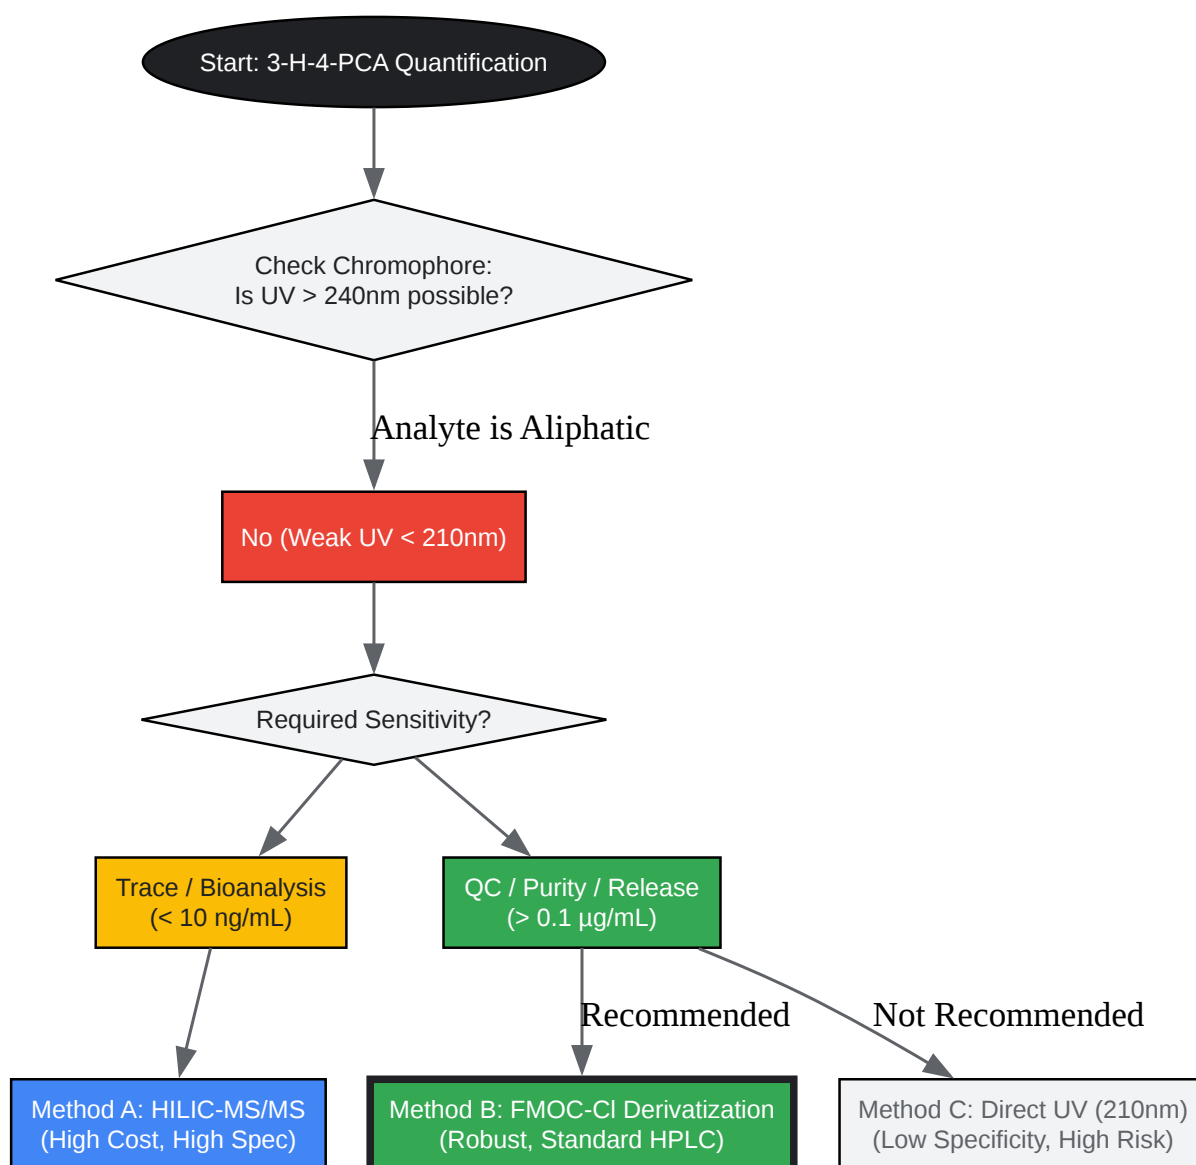 Start: 3-H-4-PCA Quantification
Check Chromophore:
Is UV > 240nm possible?
Analyte is Aliphatic
No (Weak UV < 210nm)
Required Sensitivity?
Trace / Bioanalysis
(< 10 ng/mL)
QC / Purity / Release
(> 0.1 µg/mL)
Recommended
Not Recommended
Method A: HILIC-MS/MS
(High Cost, High Spec)
Method B: FMOC-Cl Derivatization
(Robust, Standard HPLC)
Method C: Direct UV (210nm)
(Low Specificity, High Risk)